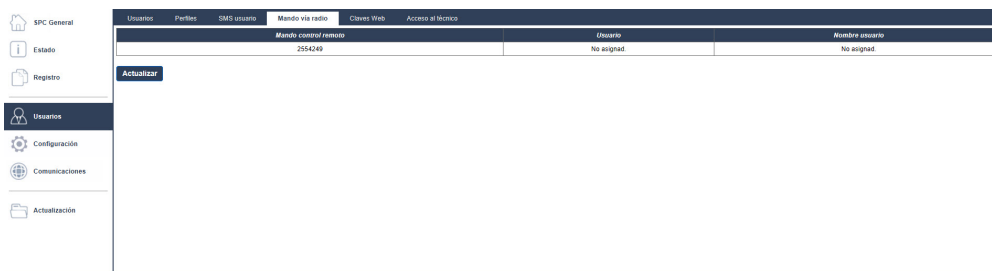 SPC General
Estado
Registro
Usuarios
Configuración
Comunicaciones
Actualización
Usuarios Perfiles SMS usuario Mando vía radio Claves Web Acceso al técnico
Mando control remoto Usuario Nombre usuario
2554249 No asignad. No asignad.
Actualizar